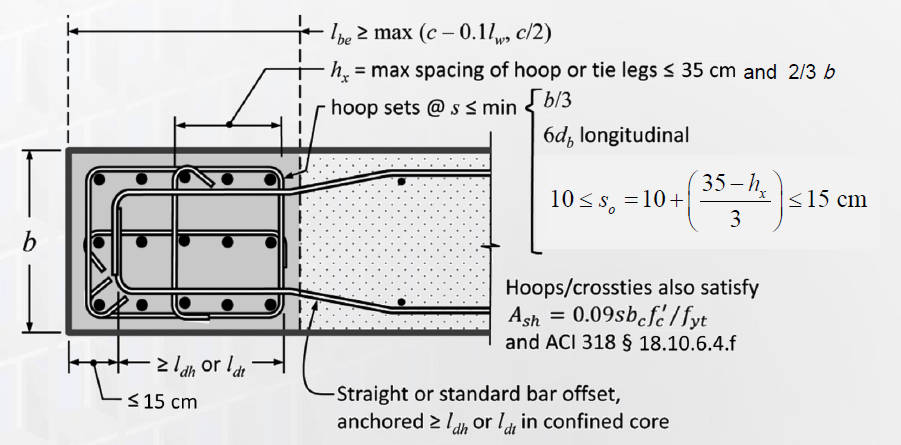 l_be ≥ max (c – 0.1l_w, c/2)
h_x = max spacing of hoop or tie legs ≤ 35 cm and 2/3 b
hoop sets @ s ≤ min { b/3
6d_b longitudinal
10 ≤ s_o = 10 + ((35 – h_x)/3) ≤ 15 cm
b
Hoops/crossties also satisfy
A_sh = 0.09sb_c f_c′/f_yt
and ACI 318 § 18.10.6.4.f
≥ l_dh or l_dt
≤ 15 cm
Straight or standard bar offset,
anchored ≥ l_dh or l_dt in confined core